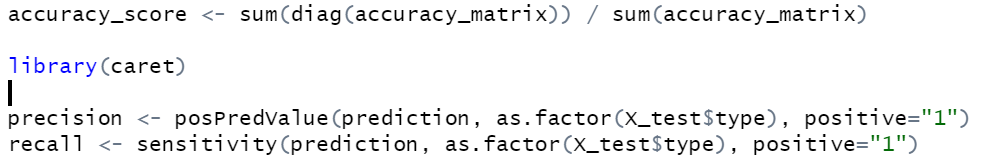 accuracy_score <- sum(diag(accuracy_matrix)) / sum(accuracy_matrix)
library(caret)
precision <- posPredValue(prediction, as.factor(X_test$type), positive="1")
recall <- sensitivity(prediction, as.factor(X_test$type), positive="1")